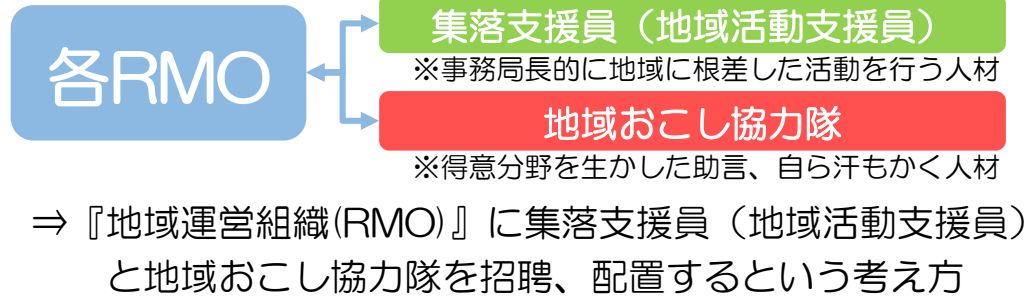 各RMO
集落支援員（地域活動支援員）
※事務局長的に地域に根差した活動を行う人材
地域おこし協力隊
※得意分野を生かした助言、自ら汗もかく人材
⇒『地域運営組織(RMO)』に集落支援員（地域活動支援員）
と地域おこし協力隊を招聘、配置するという考え方